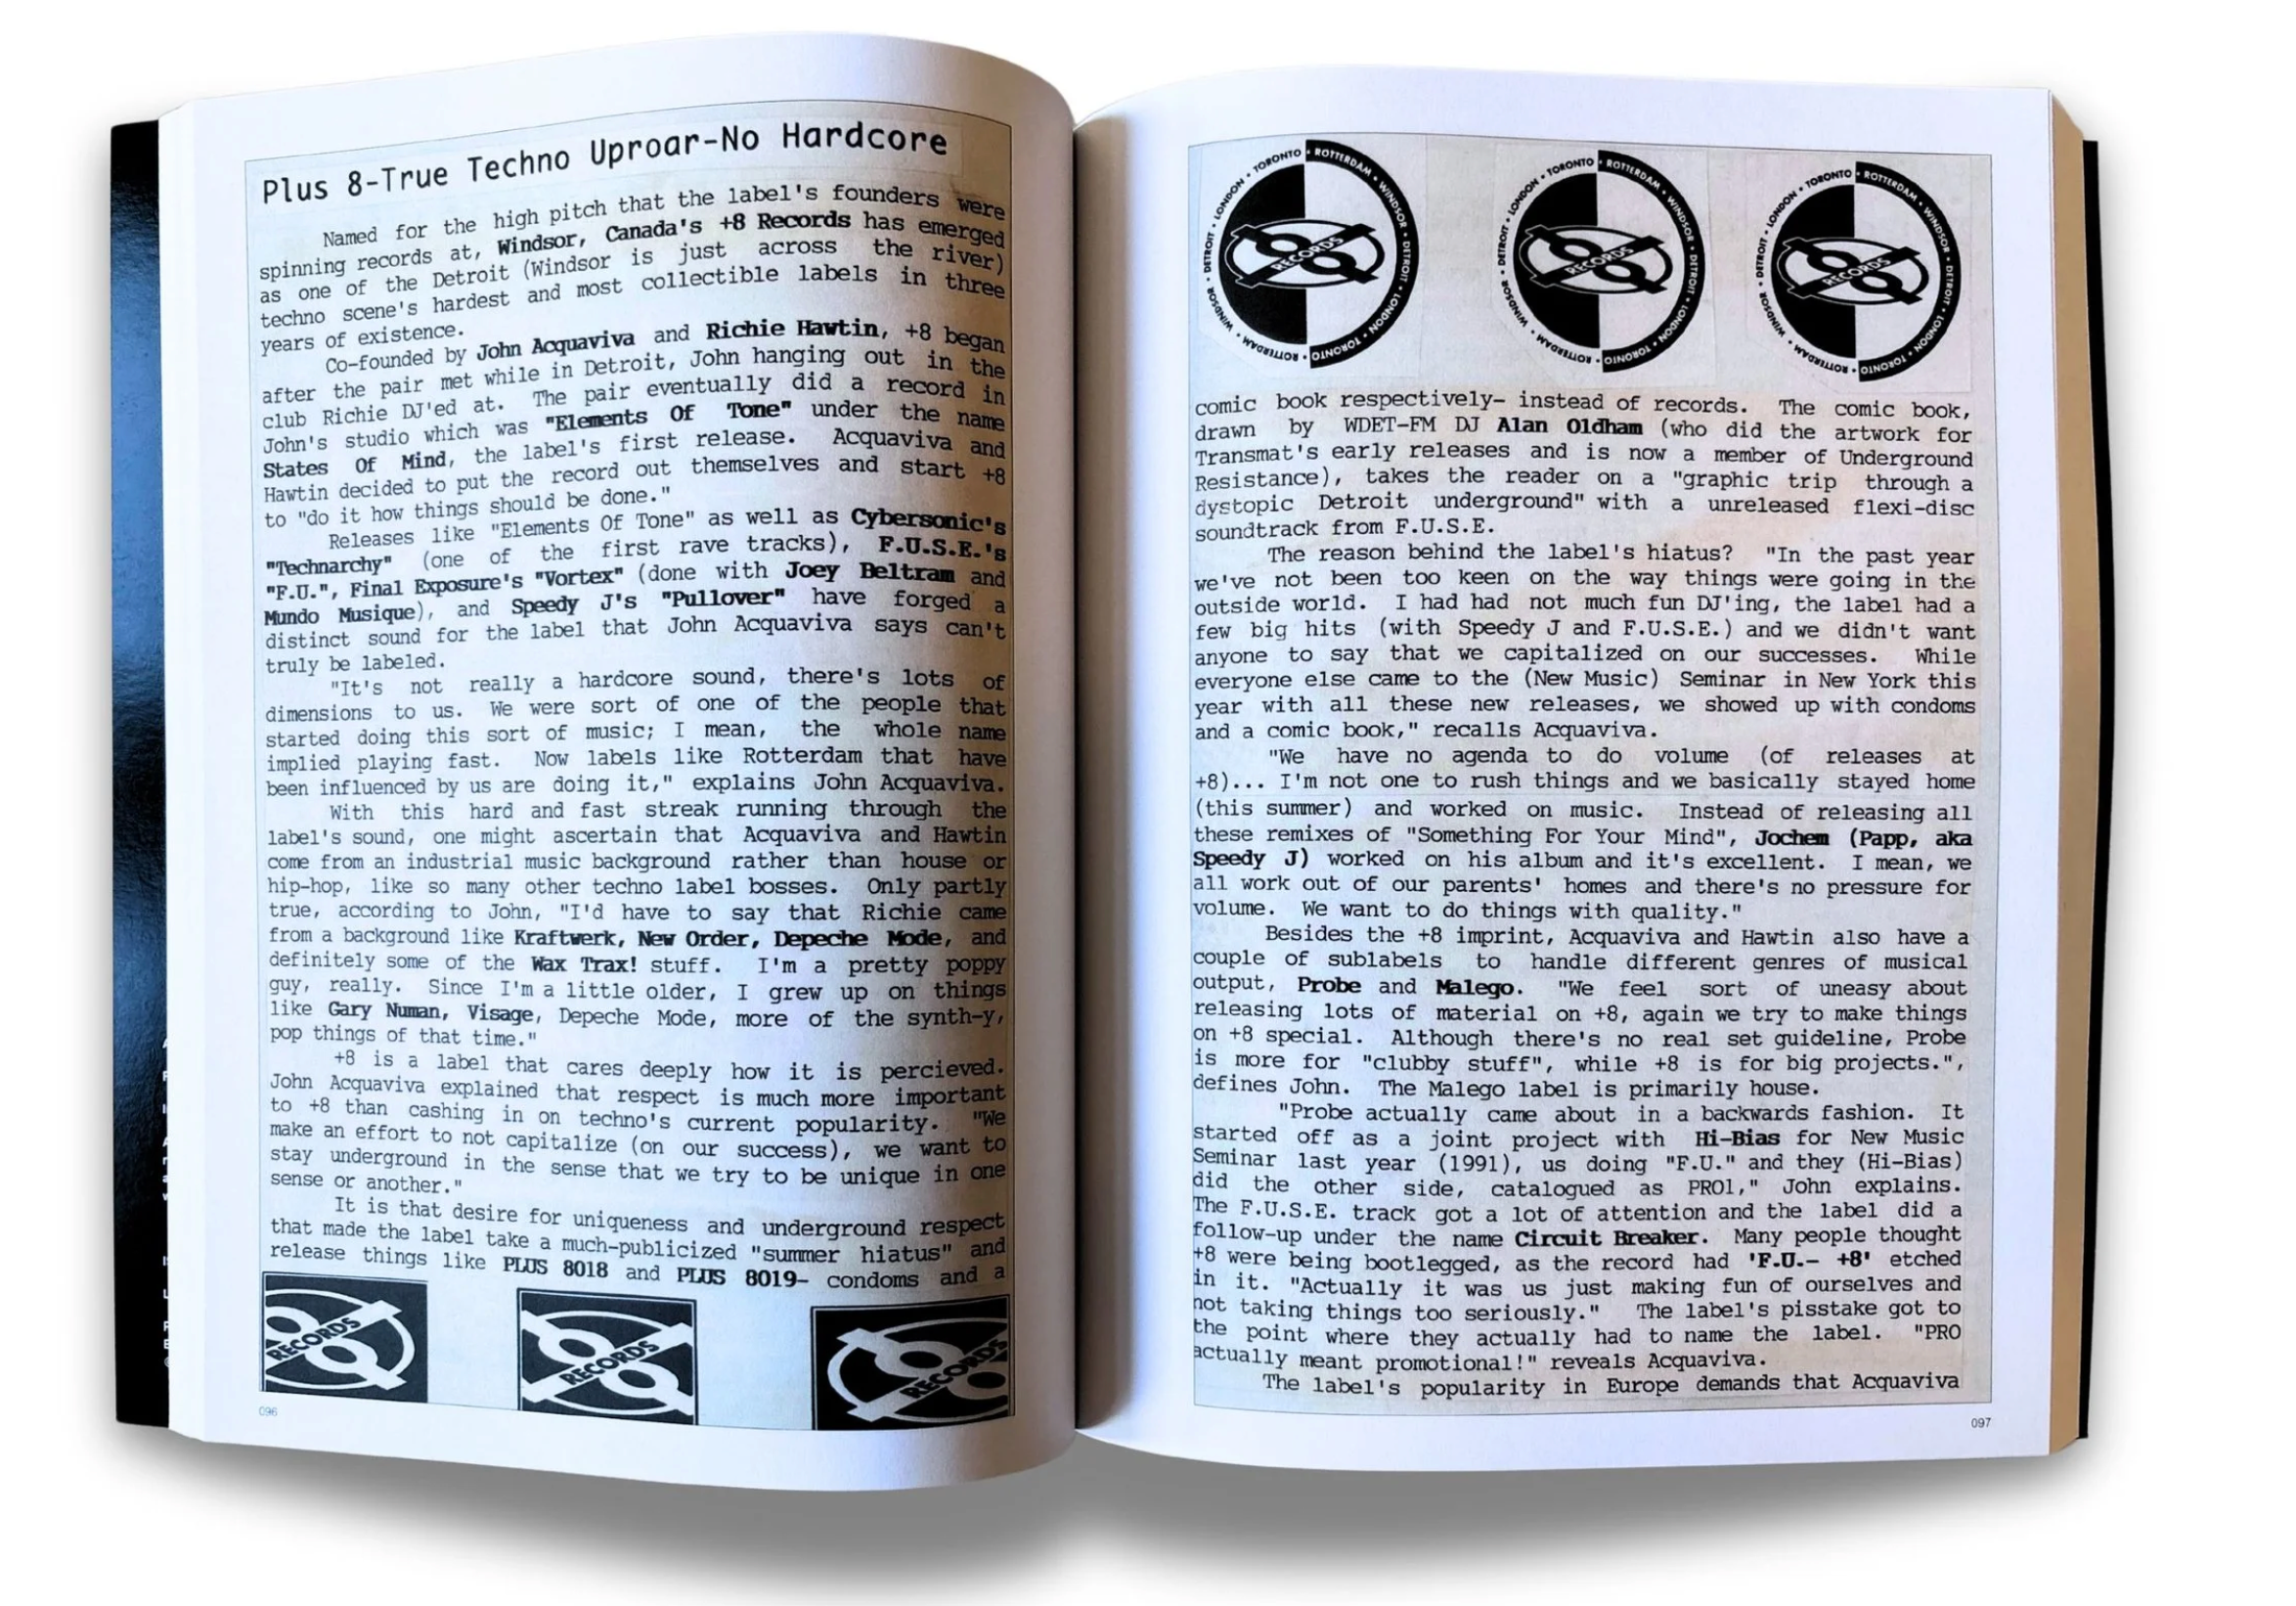 Plus 8-True Techno Uproar-No Hardcore
Named for the high pitch that the label's founders were
spinning records at, Windsor, Canada's +8 Records has emerged
as one of the Detroit (Windsor is just across the river)
techno scene's hardest and most collectible labels in three
years of existence.
Co-founded by John Acquaviva and Richie Hawtin, +8 began
after the pair met while in Detroit, John hanging out in the
club Richie DJ'ed at. The pair eventually did a record in
John's studio which was "Elements Of Tone" under the name
States Of Mind, the label's first release. Acquaviva and
Hawtin decided to put the record out themselves and start +8
to "do it how things should be done."
Releases like "Elements Of Tone" as well as Cybersonic's
"Technarchy" (one of the first rave tracks), F.U.S.E.'s
"F.U.", Final Exposure's "Vortex" (done with Joey Beltram and
Mundo Musique), and Speedy J's "Pullover" have forged a
distinct sound for the label that John Acquaviva says can't
truly be labeled.
"It's not really a hardcore sound, there's lots of
dimensions to us. We were sort of one of the people that
started doing this sort of music; I mean, the whole name
implied playing fast. Now labels like Rotterdam that have
been influenced by us are doing it," explains John Acquaviva.
With this hard and fast streak running through the
label's sound, one might ascertain that Acquaviva and Hawtin
come from an industrial music background rather than house or
hip-hop, like so many other techno label bosses. Only partly
true, according to John, "I'd have to say that Richie came
from a background like Kraftwerk, New Order, Depeche Mode, and
definitely some of the Wax Trax! stuff. I'm a pretty poppy
guy, really. Since I'm a little older, I grew up on things
like Gary Numan, Visage, Depeche Mode, more of the synth-y,
pop things of that time."
+8 is a label that cares deeply how it is percieved.
John Acquaviva explained that respect is much more important
to +8 than cashing in on techno's current popularity. "We
make an effort to not capitalize (on our success), we want to
stay underground in the sense that we try to be unique in one
sense or another."
It is that desire for uniqueness and underground respect
that made the label take a much-publicized "summer hiatus" and
release things like PLUS 8018 and PLUS 8019- condoms and a
RECORDS
RECORDS
RECORDS
096
TORONTO • ROTTERDAM • WINDSOR • DETROIT • LONDON • TORONTO • ROTTERDAM • WINDSOR • DETROIT • LONDON •
RECORDS
TORONTO • ROTTERDAM • WINDSOR • DETROIT • LONDON • TORONTO • ROTTERDAM • WINDSOR • DETROIT • LONDON •
RECORDS
TORONTO • ROTTERDAM • WINDSOR • DETROIT • LONDON • TORONTO • ROTTERDAM • WINDSOR • DETROIT • LONDON •
RECORDS
comic book respectively- instead of records. The comic book,
drawn by WDET-FM DJ Alan Oldham (who did the artwork for
Transmat's early releases and is now a member of Underground
Resistance), takes the reader on a "graphic trip through a
dystopic Detroit underground" with a unreleased flexi-disc
soundtrack from F.U.S.E.
The reason behind the label's hiatus? "In the past year
we've not been too keen on the way things were going in the
outside world. I had had not much fun DJ'ing, the label had a
few big hits (with Speedy J and F.U.S.E.) and we didn't want
anyone to say that we capitalized on our successes. While
everyone else came to the (New Music) Seminar in New York this
year with all these new releases, we showed up with condoms
and a comic book," recalls Acquaviva.
"We have no agenda to do volume (of releases at
+8)... I'm not one to rush things and we basically stayed home
(this summer) and worked on music. Instead of releasing all
these remixes of "Something For Your Mind", Jochem (Papp, aka
Speedy J) worked on his album and it's excellent. I mean, we
all work out of our parents' homes and there's no pressure for
volume. We want to do things with quality."
Besides the +8 imprint, Acquaviva and Hawtin also have a
couple of sublabels to handle different genres of musical
output, Probe and Malego. "We feel sort of uneasy about
releasing lots of material on +8, again we try to make things
on +8 special. Although there's no real set guideline, Probe
is more for "clubby stuff", while +8 is for big projects.",
defines John. The Malego label is primarily house.
"Probe actually came about in a backwards fashion. It
started off as a joint project with Hi-Bias for New Music
Seminar last year (1991), us doing "F.U." and they (Hi-Bias)
did the other side, catalogued as PRO1," John explains.
The F.U.S.E. track got a lot of attention and the label did a
follow-up under the name Circuit Breaker. Many people thought
+8 were being bootlegged, as the record had 'F.U.- +8' etched
in it. "Actually it was us just making fun of ourselves and
not taking things too seriously." The label's pisstake got to
the point where they actually had to name the label. "PRO
actually meant promotional!" reveals Acquaviva.
The label's popularity in Europe demands that Acquaviva
097